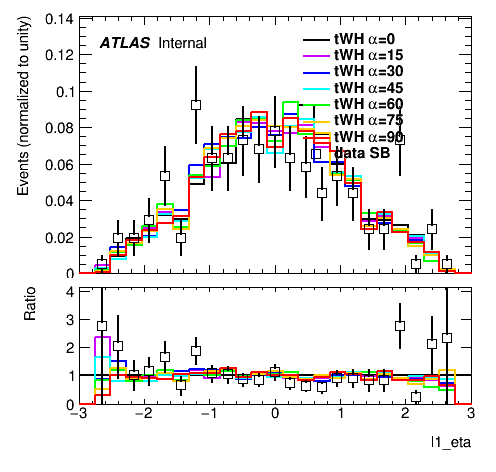 0.14
ATLAS Internal
0.12
0.1
0.08
0.06
0.04
0.02
0
Events (normalized to unity)
tWH α=0
tWH α=15
tWH α=30
tWH α=45
tWH α=60
tWH α=75
tWH α=90
data SB
Ratio
4
3
2
1
0
−3 −2 −1 0 1 2 3
l1_eta